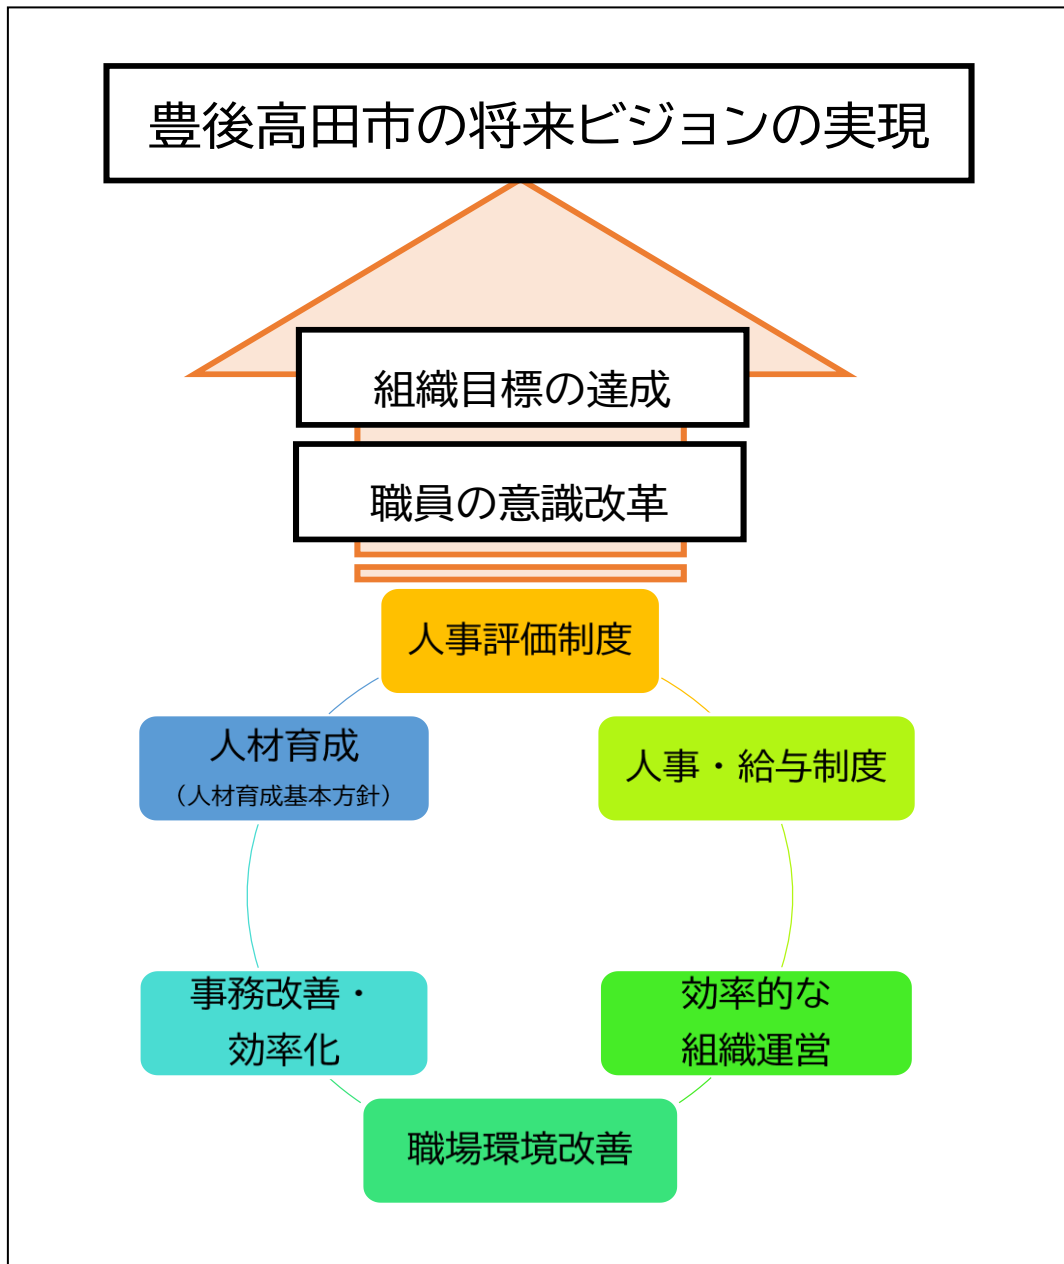 豊後高田市の将来ビジョンの実現
組織目標の達成
職員の意識改革
人事評価制度
人材育成
（人材育成基本方針）
人事・給与制度
事務改善・
効率化
効率的な
組織運営
職場環境改善